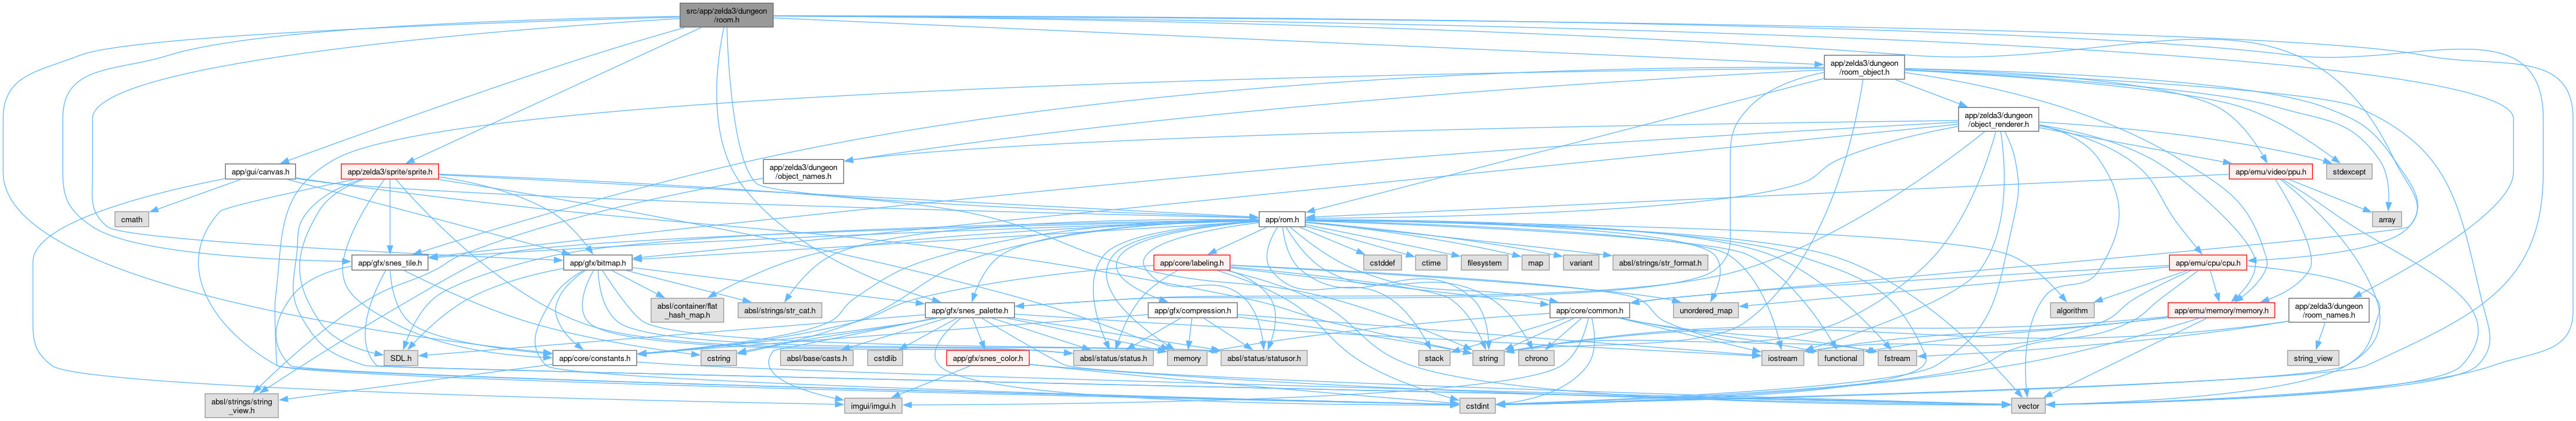 src/app/zelda3/dungeon
/room.h
app/zelda3/dungeon
/room_object.h
app/zelda3/dungeon
/object_renderer.h
app/gui/canvas.h
app/zelda3/sprite/sprite.h
app/zelda3/dungeon
/object_names.h
app/emu/video/ppu.h
stdexcept
cmath
app/rom.h
array
app/gfx/snes_tile.h
app/gfx/bitmap.h
app/core/labeling.h
cstddef
ctime
filesystem
map
variant
absl/strings/str_format.h
app/emu/cpu/cpu.h
absl/container/flat
_hash_map.h
absl/strings/str_cat.h
app/gfx/snes_palette.h
app/gfx/compression.h
app/core/common.h
unordered_map
algorithm
app/emu/memory/memory.h
app/zelda3/dungeon
/room_names.h
SDL.h
app/core/constants.h
cstring
absl/base/casts.h
cstdlib
app/gfx/snes_color.h
absl/status/status.h
memory
absl/status/statusor.h
stack
string
chrono
iostream
functional
fstream
string_view
absl/strings/string
_view.h
imgui/imgui.h
cstdint
vector